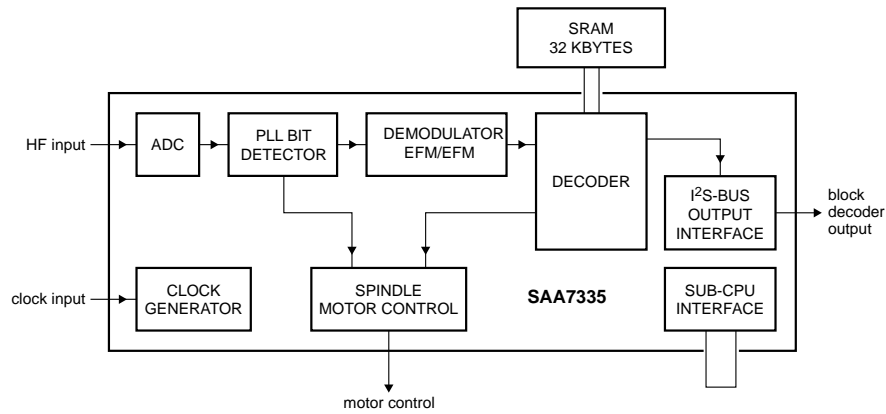 SRAM
32 KBYTES
HF input
ADC
PLL BIT
DETECTOR
DEMODULATOR
EFM/EFM
DECODER
I²S-BUS
OUTPUT
INTERFACE
block
decoder
output
clock input
CLOCK
GENERATOR
SPINDLE
MOTOR CONTROL
SAA7335
SUB-CPU
INTERFACE
motor control